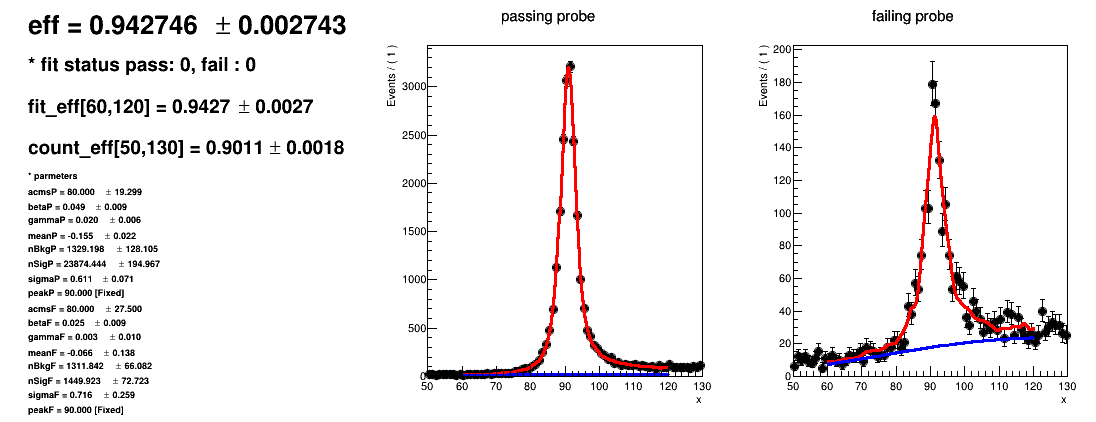 eff = 0.942746 ± 0.002743
* fit status pass: 0, fail : 0
fit_eff[60,120] = 0.9427 ± 0.0027
count_eff[50,130] = 0.9011 ± 0.0018
* parmeters
acmsP = 80.000 ± 19.299
betaP = 0.049 ± 0.009
gammaP = 0.020 ± 0.006
meanP = -0.155 ± 0.022
nBkgP = 1329.198 ± 128.105
nSigP = 23874.444 ± 194.967
sigmaP = 0.611 ± 0.071
peakP = 90.000 [Fixed]
acmsF = 80.000 ± 27.500
betaF = 0.025 ± 0.009
gammaF = 0.003 ± 0.010
meanF = -0.066 ± 0.138
nBkgF = 1311.842 ± 66.082
nSigF = 1449.923 ± 72.723
sigmaF = 0.716 ± 0.259
peakF = 90.000 [Fixed]
passing probe
Events / ( 1 )
3000
2500
2000
1500
1000
500
0
50 60 70 80 90 100 110 120 130
x
failing probe
Events / ( 1 )
200
180
160
140
120
100
80
60
40
20
0
50 60 70 80 90 100 110 120 130
x